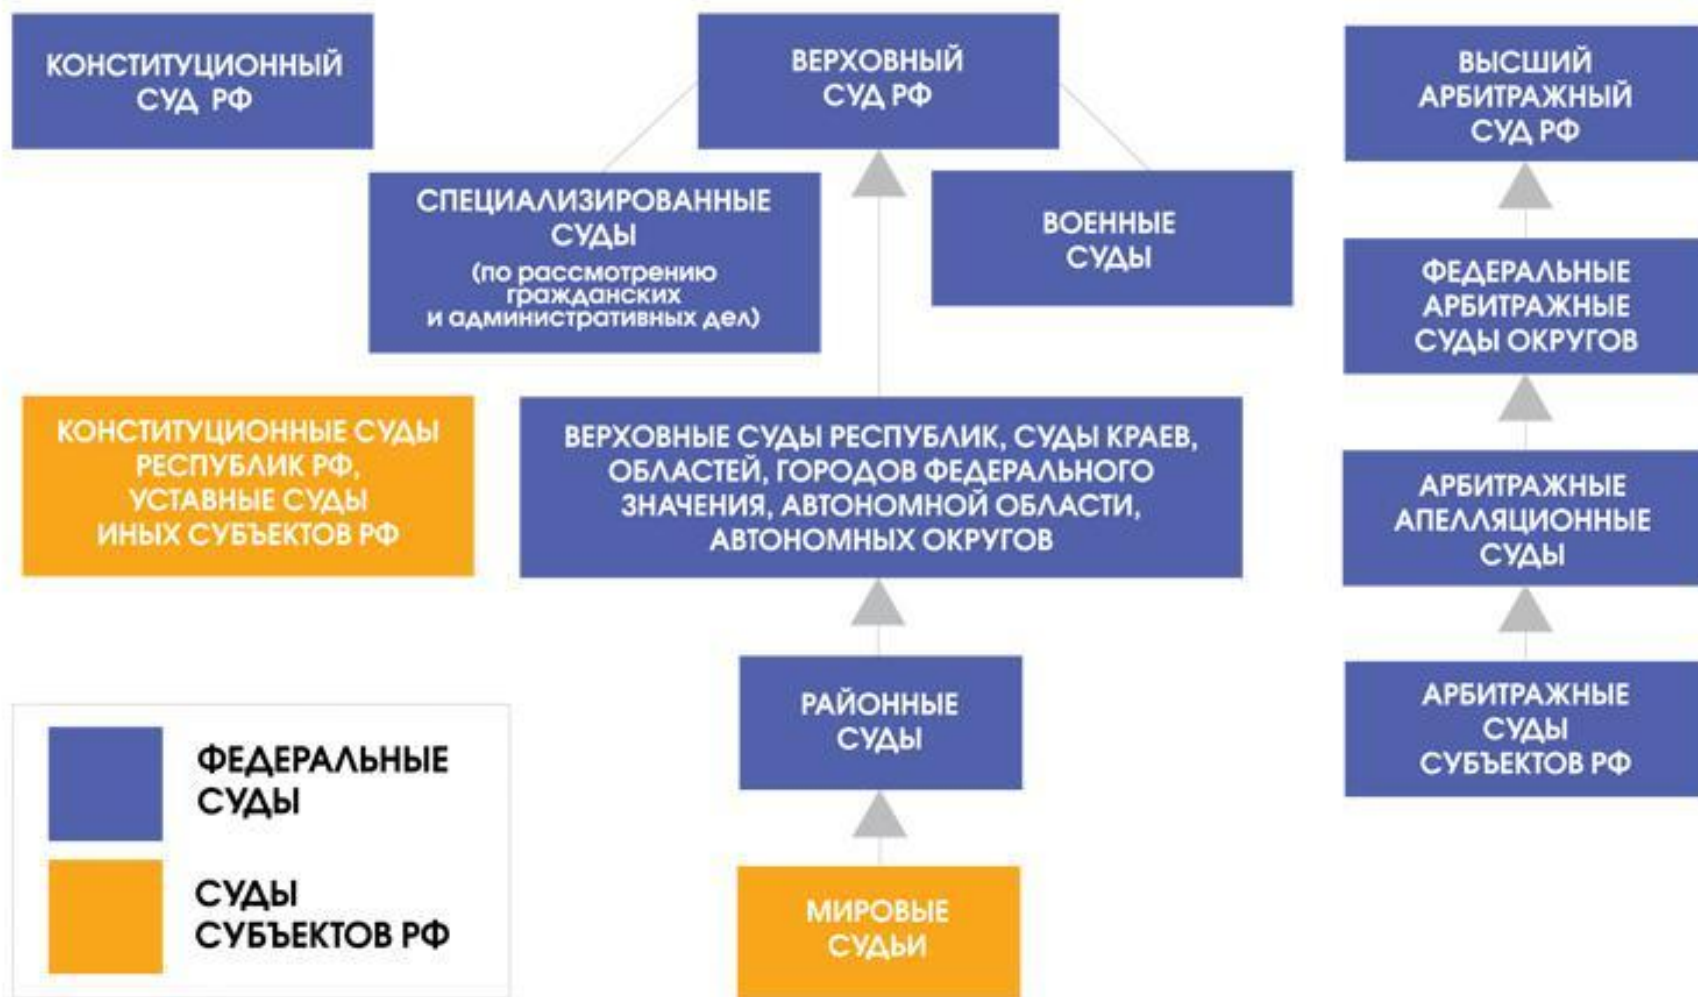 КОНСТИТУЦИОННЫЙ
СУД РФ
ВЕРХОВНЫЙ
СУД РФ
ВЫСШИЙ
АРБИТРАЖНЫЙ
СУД РФ
СПЕЦИАЛИЗИРОВАННЫЕ
СУДЫ
(по рассмотрению
гражданских
и административных дел)
ВОЕННЫЕ
СУДЫ
ФЕДЕРАЛЬНЫЕ
АРБИТРАЖНЫЕ
СУДЫ ОКРУГОВ
КОНСТИТУЦИОННЫЕ СУДЫ
РЕСПУБЛИК РФ,
УСТАВНЫЕ СУДЫ
ИНЫХ СУБЪЕКТОВ РФ
ВЕРХОВНЫЕ СУДЫ РЕСПУБЛИК, СУДЫ КРАЕВ,
ОБЛАСТЕЙ, ГОРОДОВ ФЕДЕРАЛЬНОГО
ЗНАЧЕНИЯ, АВТОНОМНОЙ ОБЛАСТИ,
АВТОНОМНЫХ ОКРУГОВ
АРБИТРАЖНЫЕ
АПЕЛЛЯЦИОННЫЕ
СУДЫ
РАЙОННЫЕ
СУДЫ
АРБИТРАЖНЫЕ
СУДЫ
СУБЪЕКТОВ РФ
ФЕДЕРАЛЬНЫЕ
СУДЫ
СУДЫ
СУБЪЕКТОВ РФ
МИРОВЫЕ
СУДЬИ